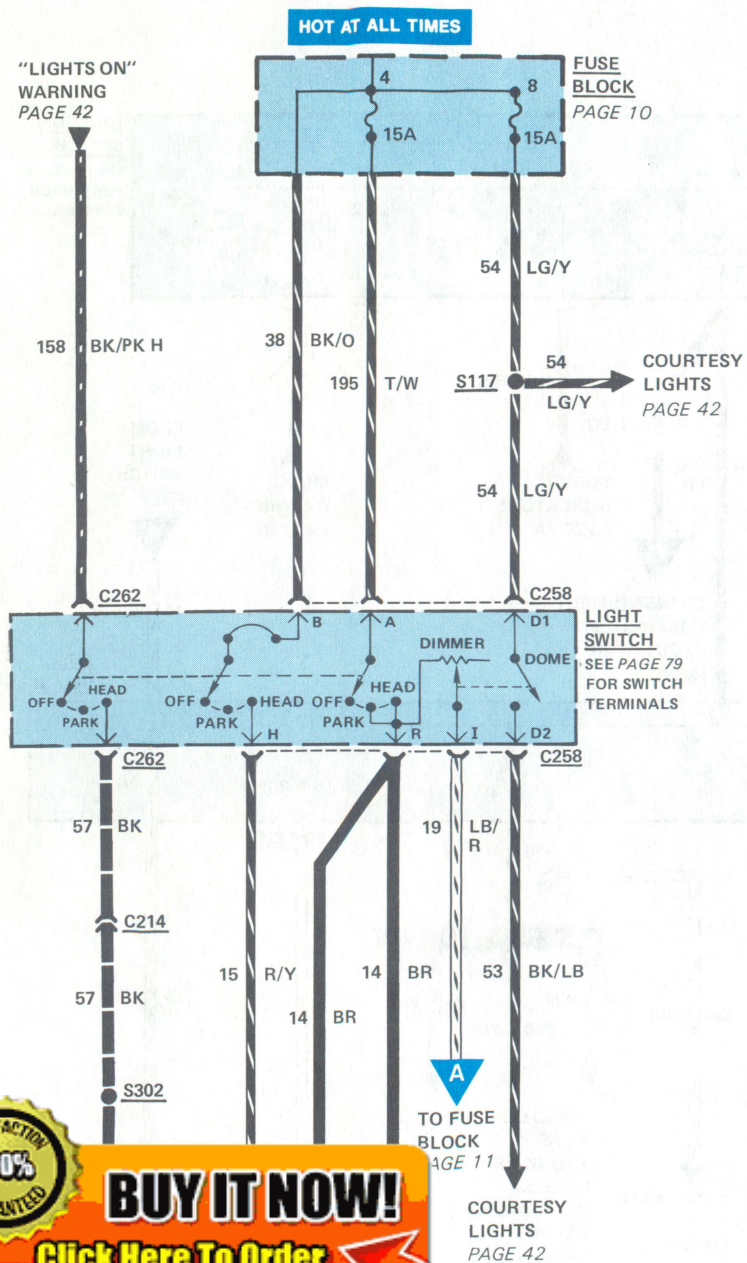 HOT AT ALL TIMES
"LIGHTS ON"
WARNING
PAGE 42
FUSE
BLOCK
PAGE 10
4
8
15A
15A
54 LG/Y
158 BK/PK H
38 BK/O
195 T/W
S117
54
LG/Y
COURTESY
LIGHTS
PAGE 42
54 LG/Y
C262
C258
B
A
D1
LIGHT
SWITCH
SEE PAGE 79
FOR SWITCH
TERMINALS
DIMMER
DOME
OFF
PARK
HEAD
OFF
PARK
HEAD
OFF
PARK
HEAD
H
R
I
D2
C262
C258
57 BK
19 LB/
R
C214
57 BK
15 R/Y
14 BR
14 BR
53 BK/LB
S302
A
TO FUSE
BLOCK
AGE 11
COURTESY
LIGHTS
PAGE 42
BUY IT NOW!
Click Here To Order